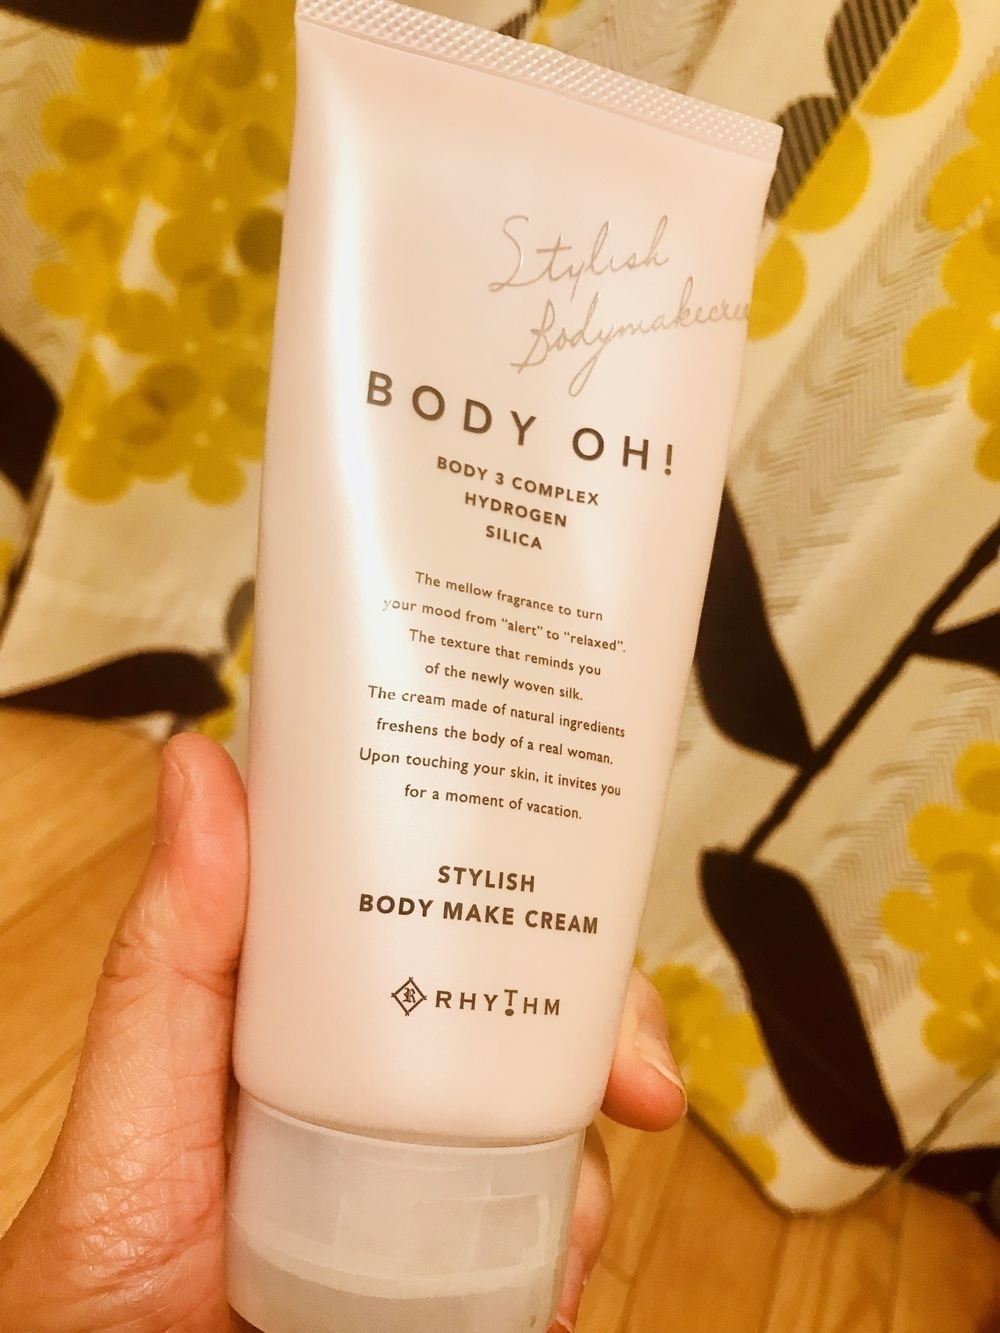 Stylish
Bodymakecrea
BODY OH!
BODY 3 COMPLEX
HYDROGEN
SILICA
The mellow fragrance to turn
your mood from “alert” to “relaxed”.
The texture that reminds you
of the newly woven silk.
The cream made of natural ingredients
freshens the body of a real woman.
Upon touching your skin, it invites you
for a moment of vacation.
STYLISH
BODY MAKE CREAM
R RHYTHM